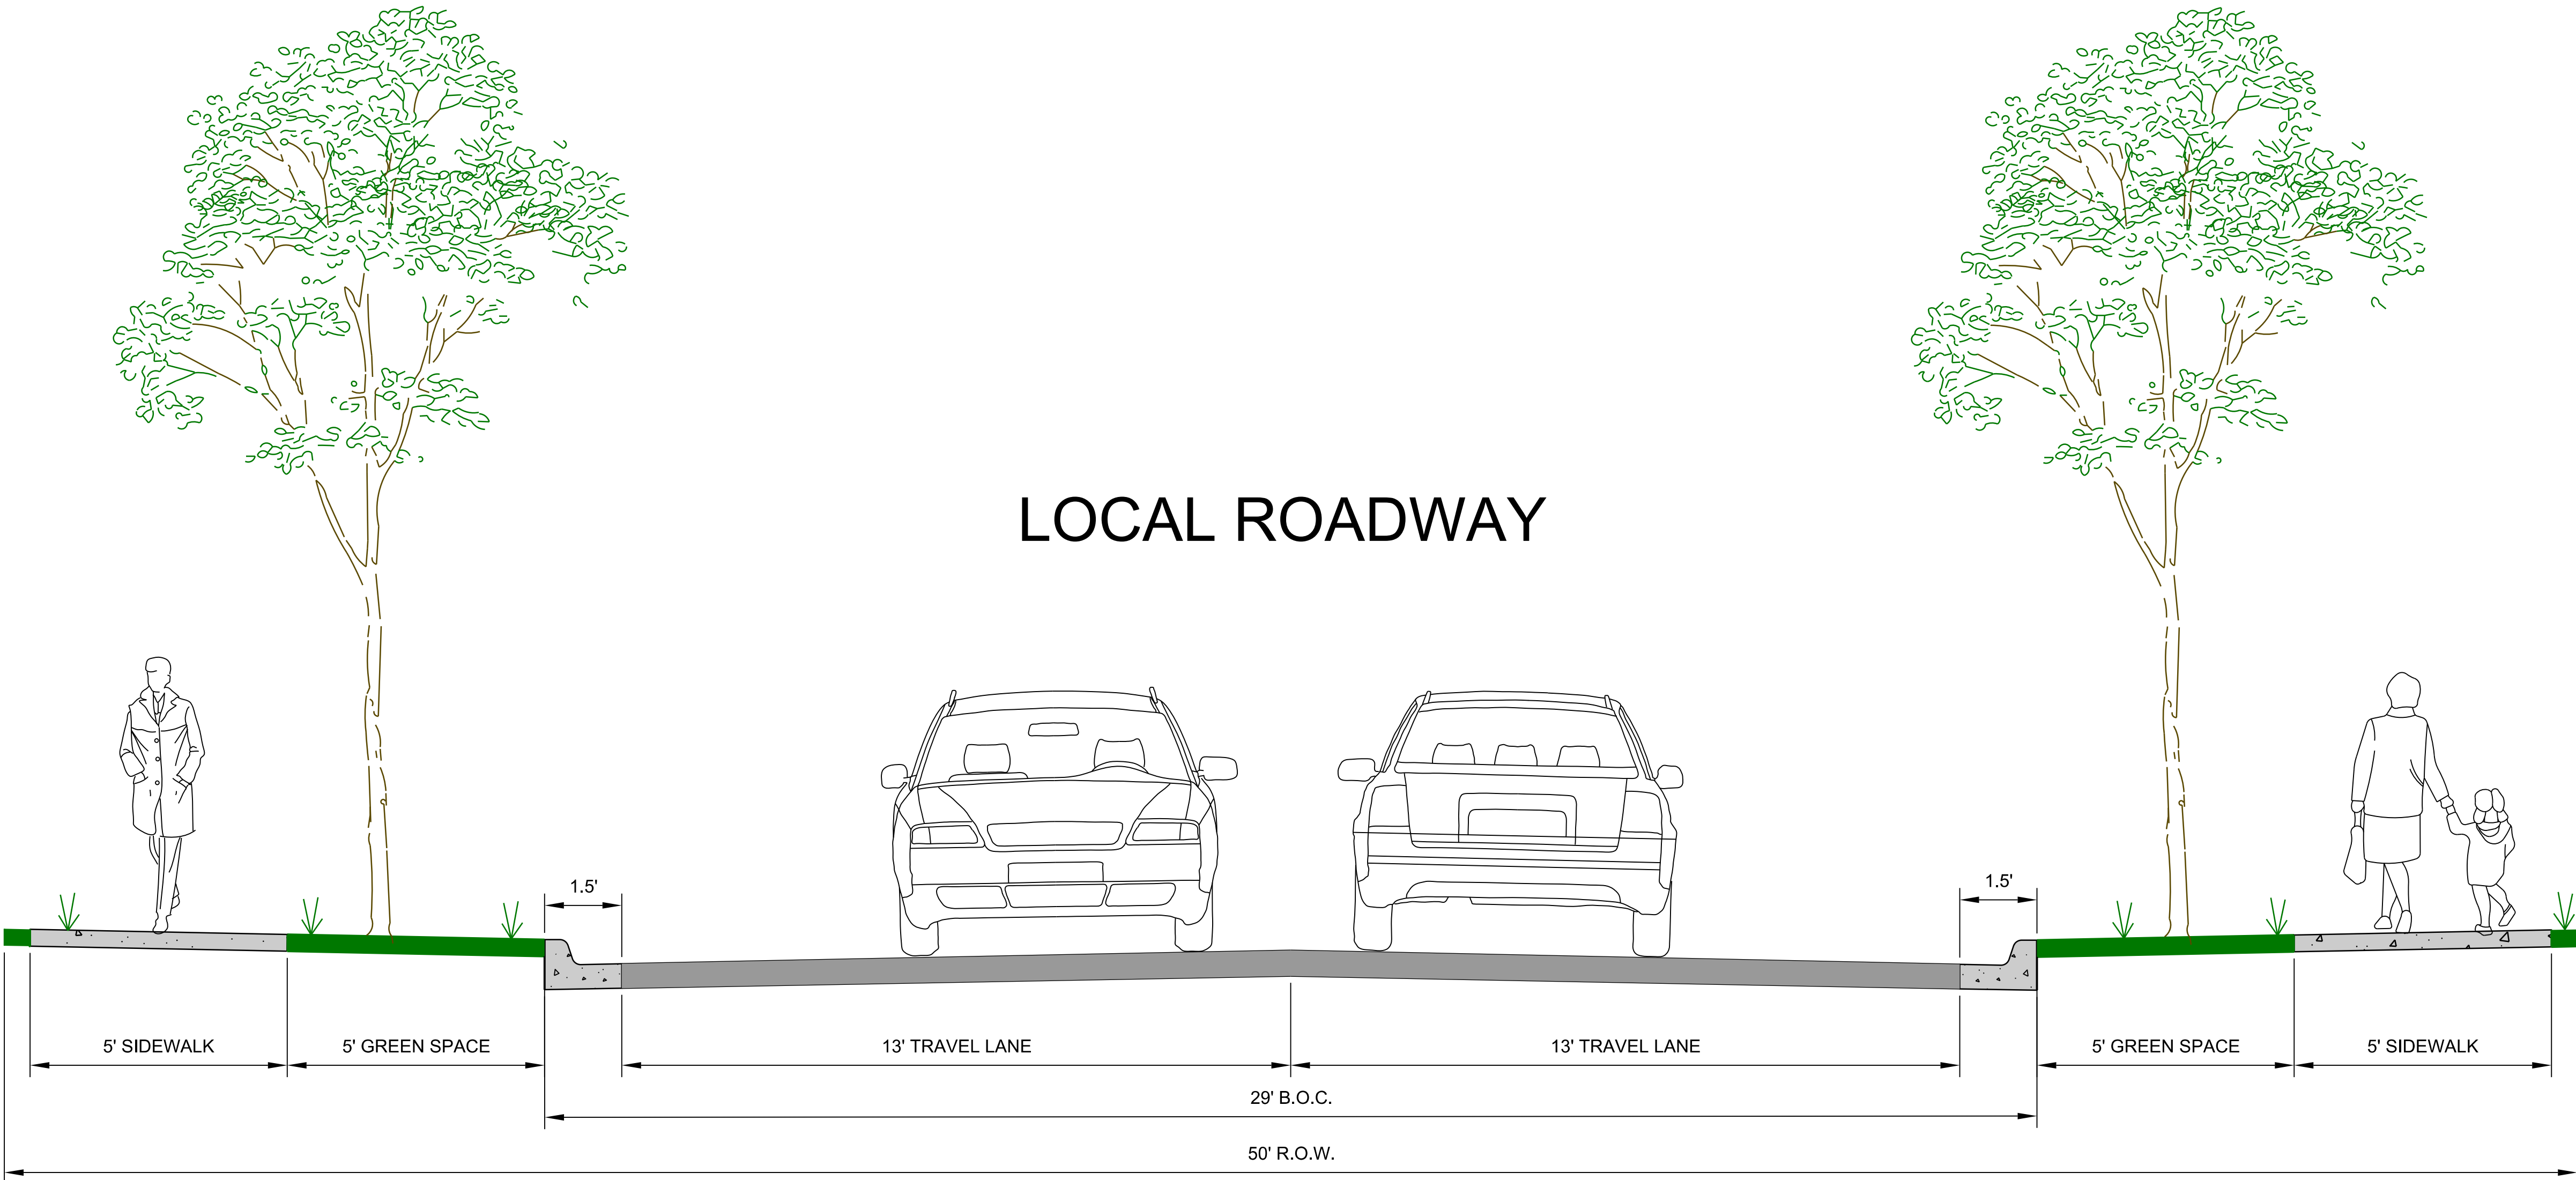 LOCAL ROADWAY
1.5'
1.5'
5' SIDEWALK
5' GREEN SPACE
13' TRAVEL LANE
13' TRAVEL LANE
5' GREEN SPACE
5' SIDEWALK
29' B.O.C.
50' R.O.W.